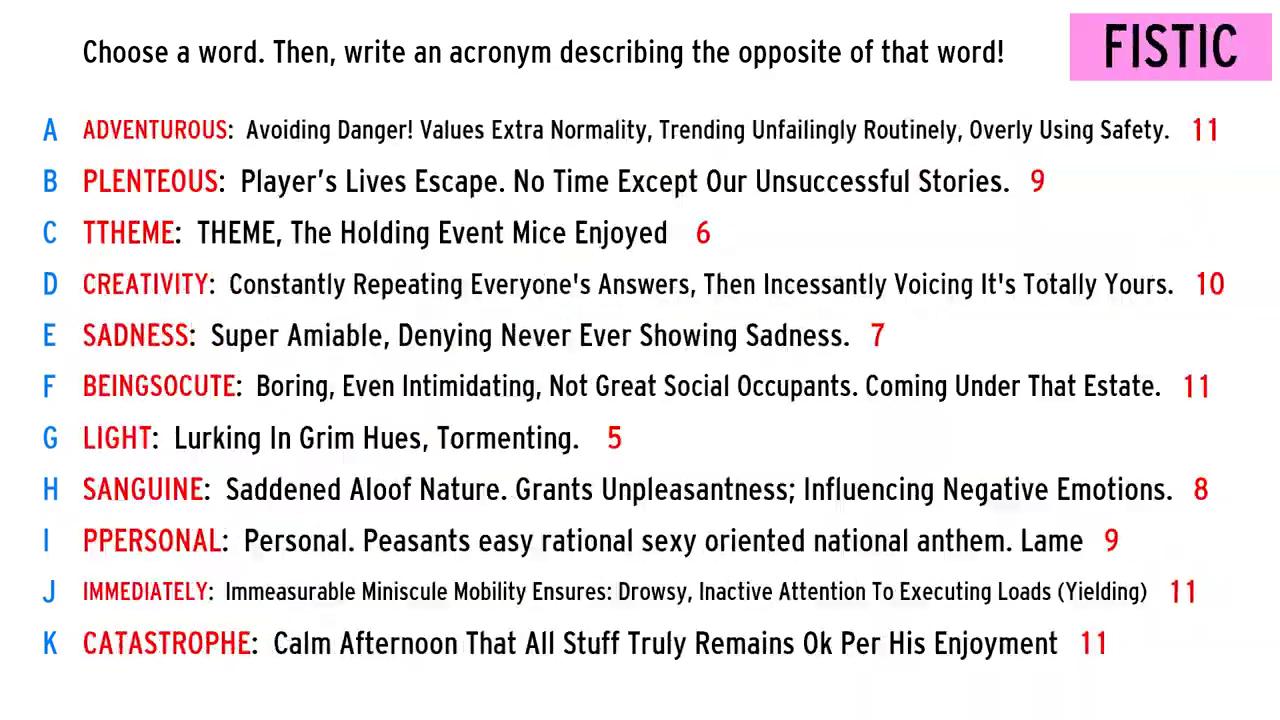 Choose a word. Then, write an acronym describing the opposite of that word!
FISTIC
A ADVENTUROUS: Avoiding Danger! Values Extra Normality, Trending Unfailingly Routinely, Overly Using Safety. 11
B PLENTEOUS: Player’s Lives Escape. No Time Except Our Unsuccessful Stories. 9
C TTHEME: THEME, The Holding Event Mice Enjoyed 6
D CREATIVITY: Constantly Repeating Everyone's Answers, Then Incessantly Voicing It's Totally Yours. 10
E SADNESS: Super Amiable, Denying Never Ever Showing Sadness. 7
F BEINGSOCUTE: Boring, Even Intimidating, Not Great Social Occupants. Coming Under That Estate. 11
G LIGHT: Lurking In Grim Hues, Tormenting. 5
H SANGUINE: Saddened Aloof Nature. Grants Unpleasantness; Influencing Negative Emotions. 8
I PPERSONAL: Personal. Peasants easy rational sexy oriented national anthem. Lame 9
J IMMEDIATELY: Immeasurable Miniscule Mobility Ensures: Drowsy, Inactive Attention To Executing Loads (Yielding) 11
K CATASTROPHE: Calm Afternoon That All Stuff Truly Remains Ok Per His Enjoyment 11